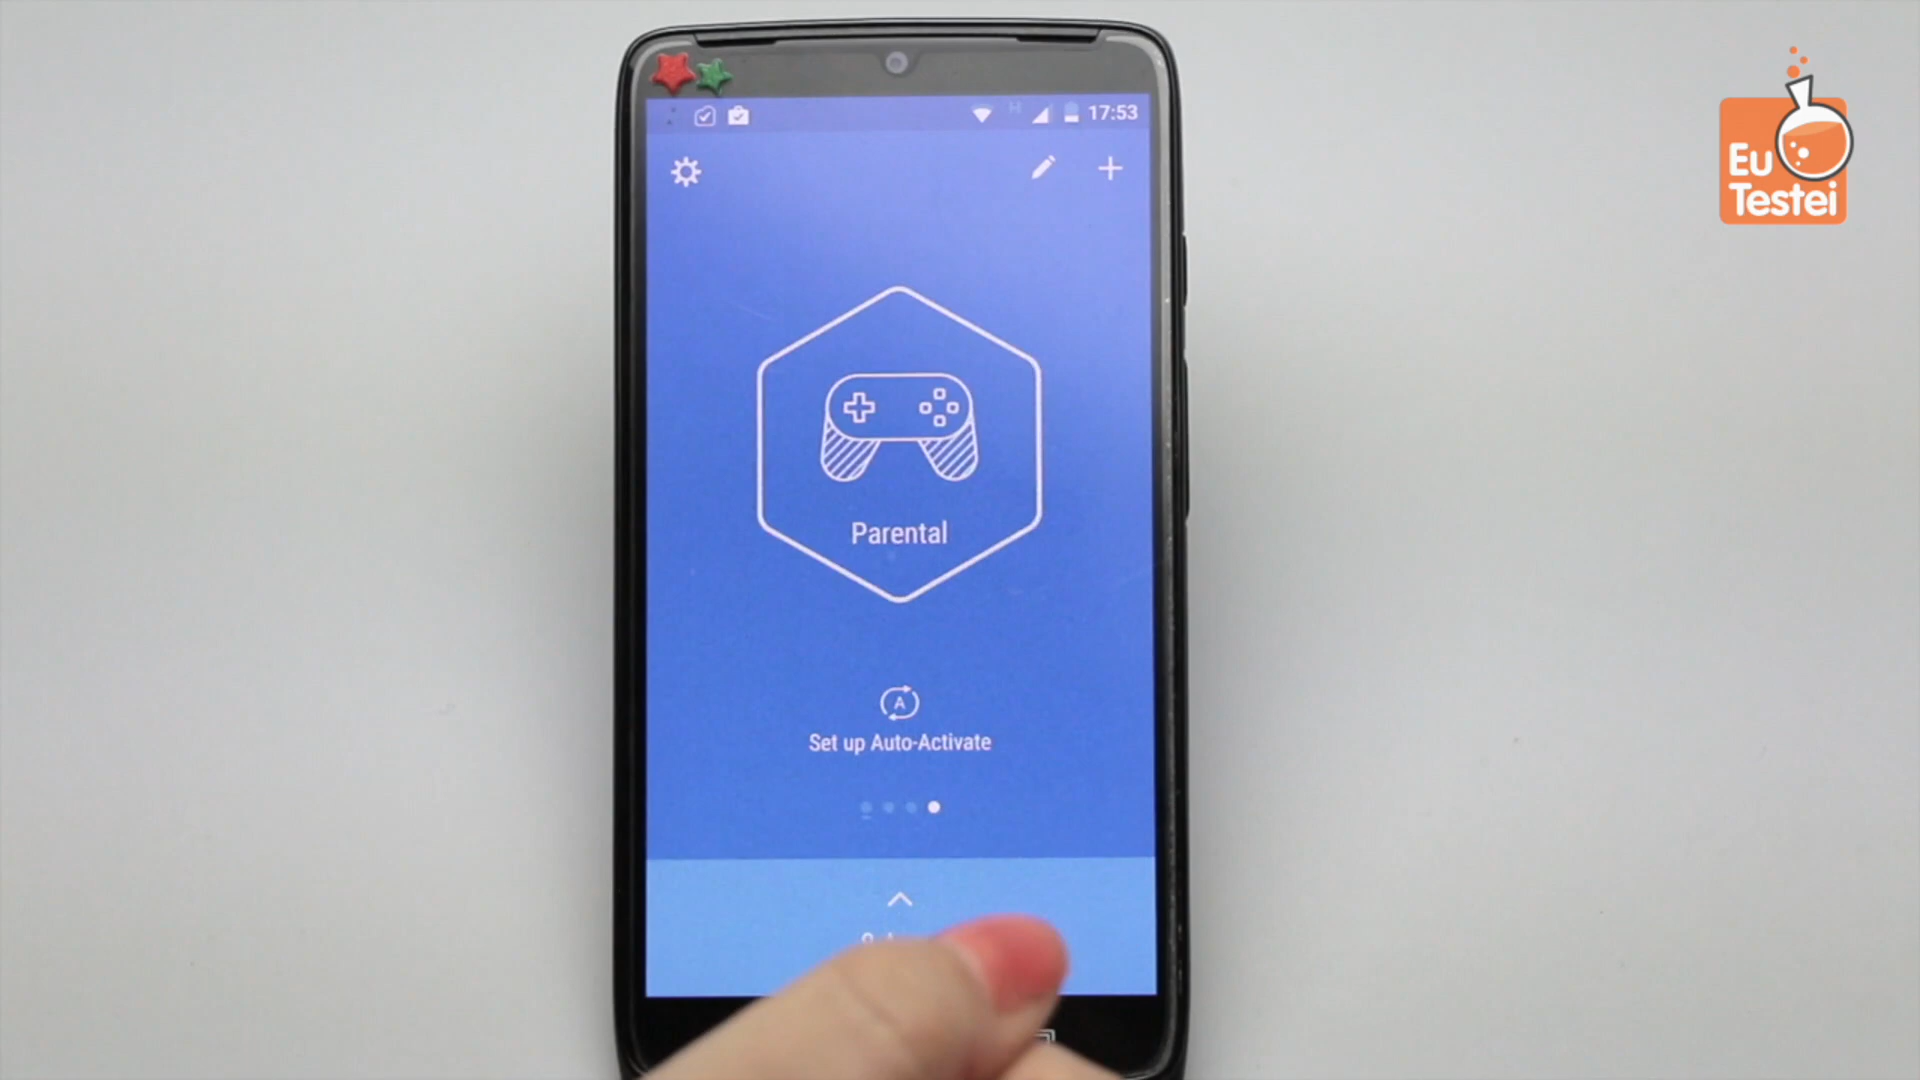 17:53
Eu
Testei
Parental
A
Set up Auto-Activate